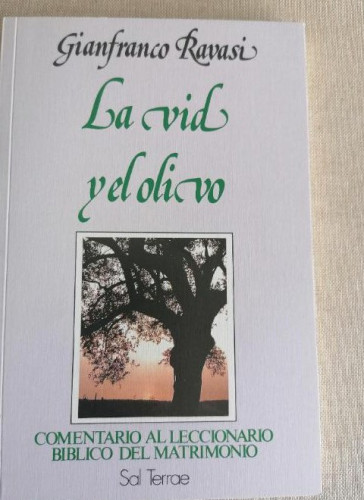 Gianfranco Ravasi
La vid
y el olivo
COMENTARIO AL LECCIONARIO
BIBLICO DEL MATRIMONIO
Sal Terrae